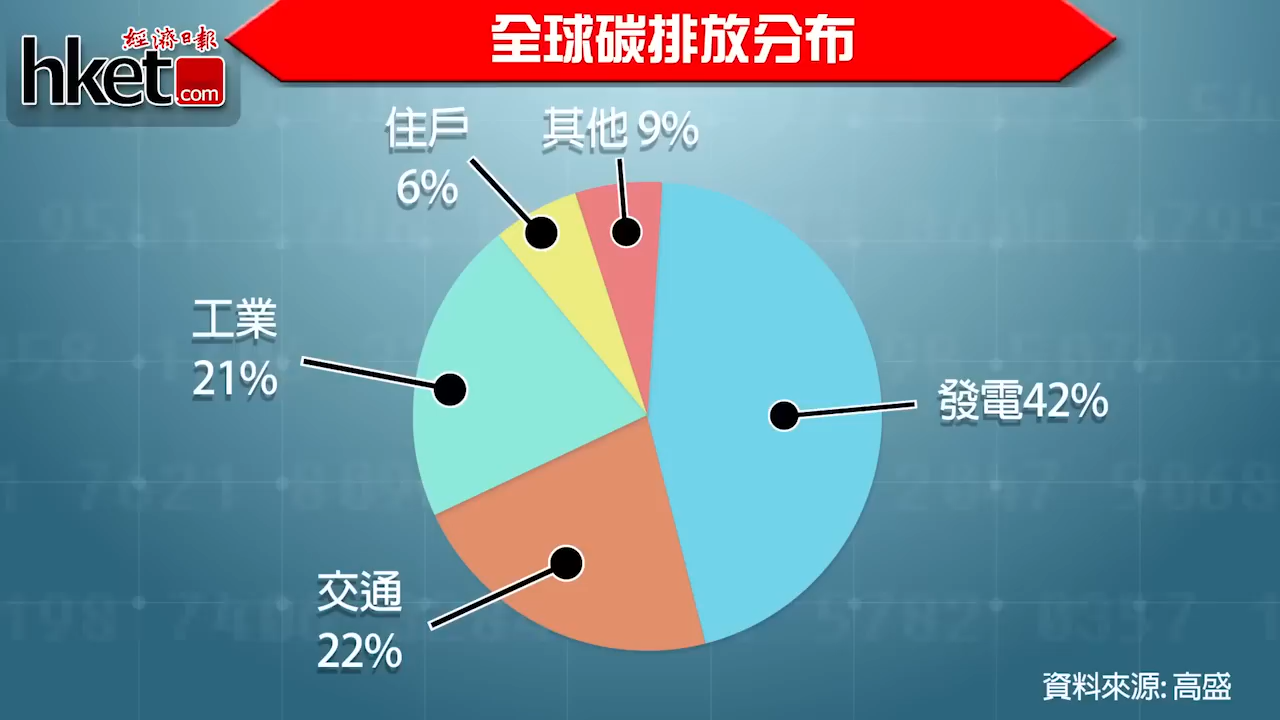 經濟日報
hket.com
全球碳排放分布
住戶
6%
其他 9%
工業
21%
發電42%
交通
22%
資料來源: 高盛